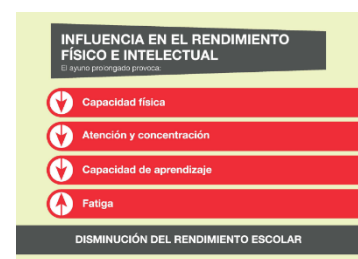 INFLUENCIA EN EL RENDIMIENTO
FÍSICO E INTELECTUAL
El ayuno prolongado provoca:
Capacidad física
Atención y concentración
Capacidad de aprendizaje
Fatiga
DISMINUCIÓN DEL RENDIMIENTO ESCOLAR